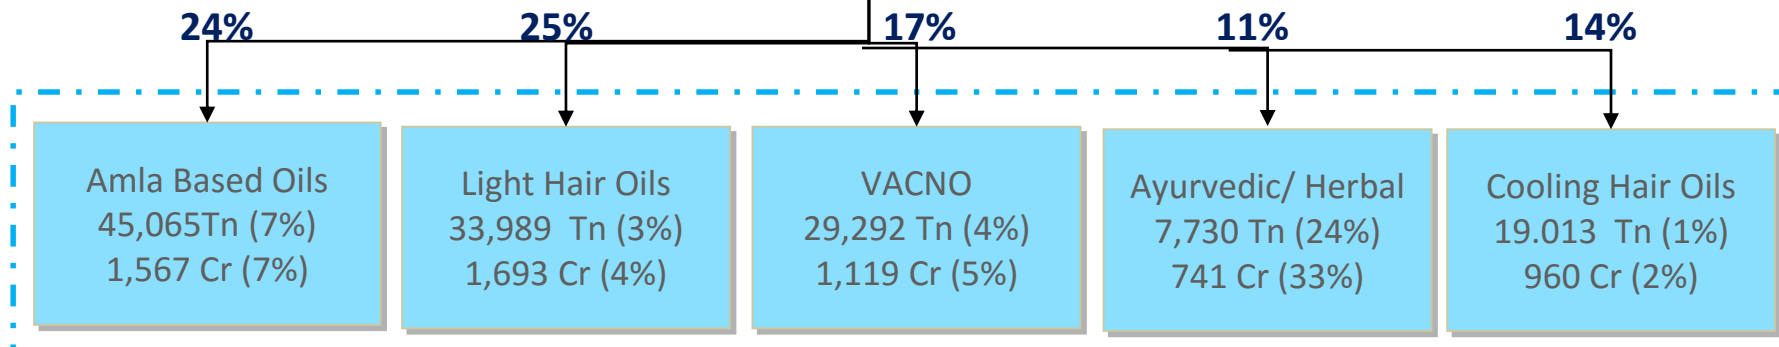 24% 25% 17% 11% 14%
Amla Based Oils
45,065Tn (7%)
1,567 Cr (7%)
Light Hair Oils
33,989 Tn (3%)
1,693 Cr (4%)
VACNO
29,292 Tn (4%)
1,119 Cr (5%)
Ayurvedic/ Herbal
7,730 Tn (24%)
741 Cr (33%)
Cooling Hair Oils
19.013 Tn (1%)
960 Cr (2%)